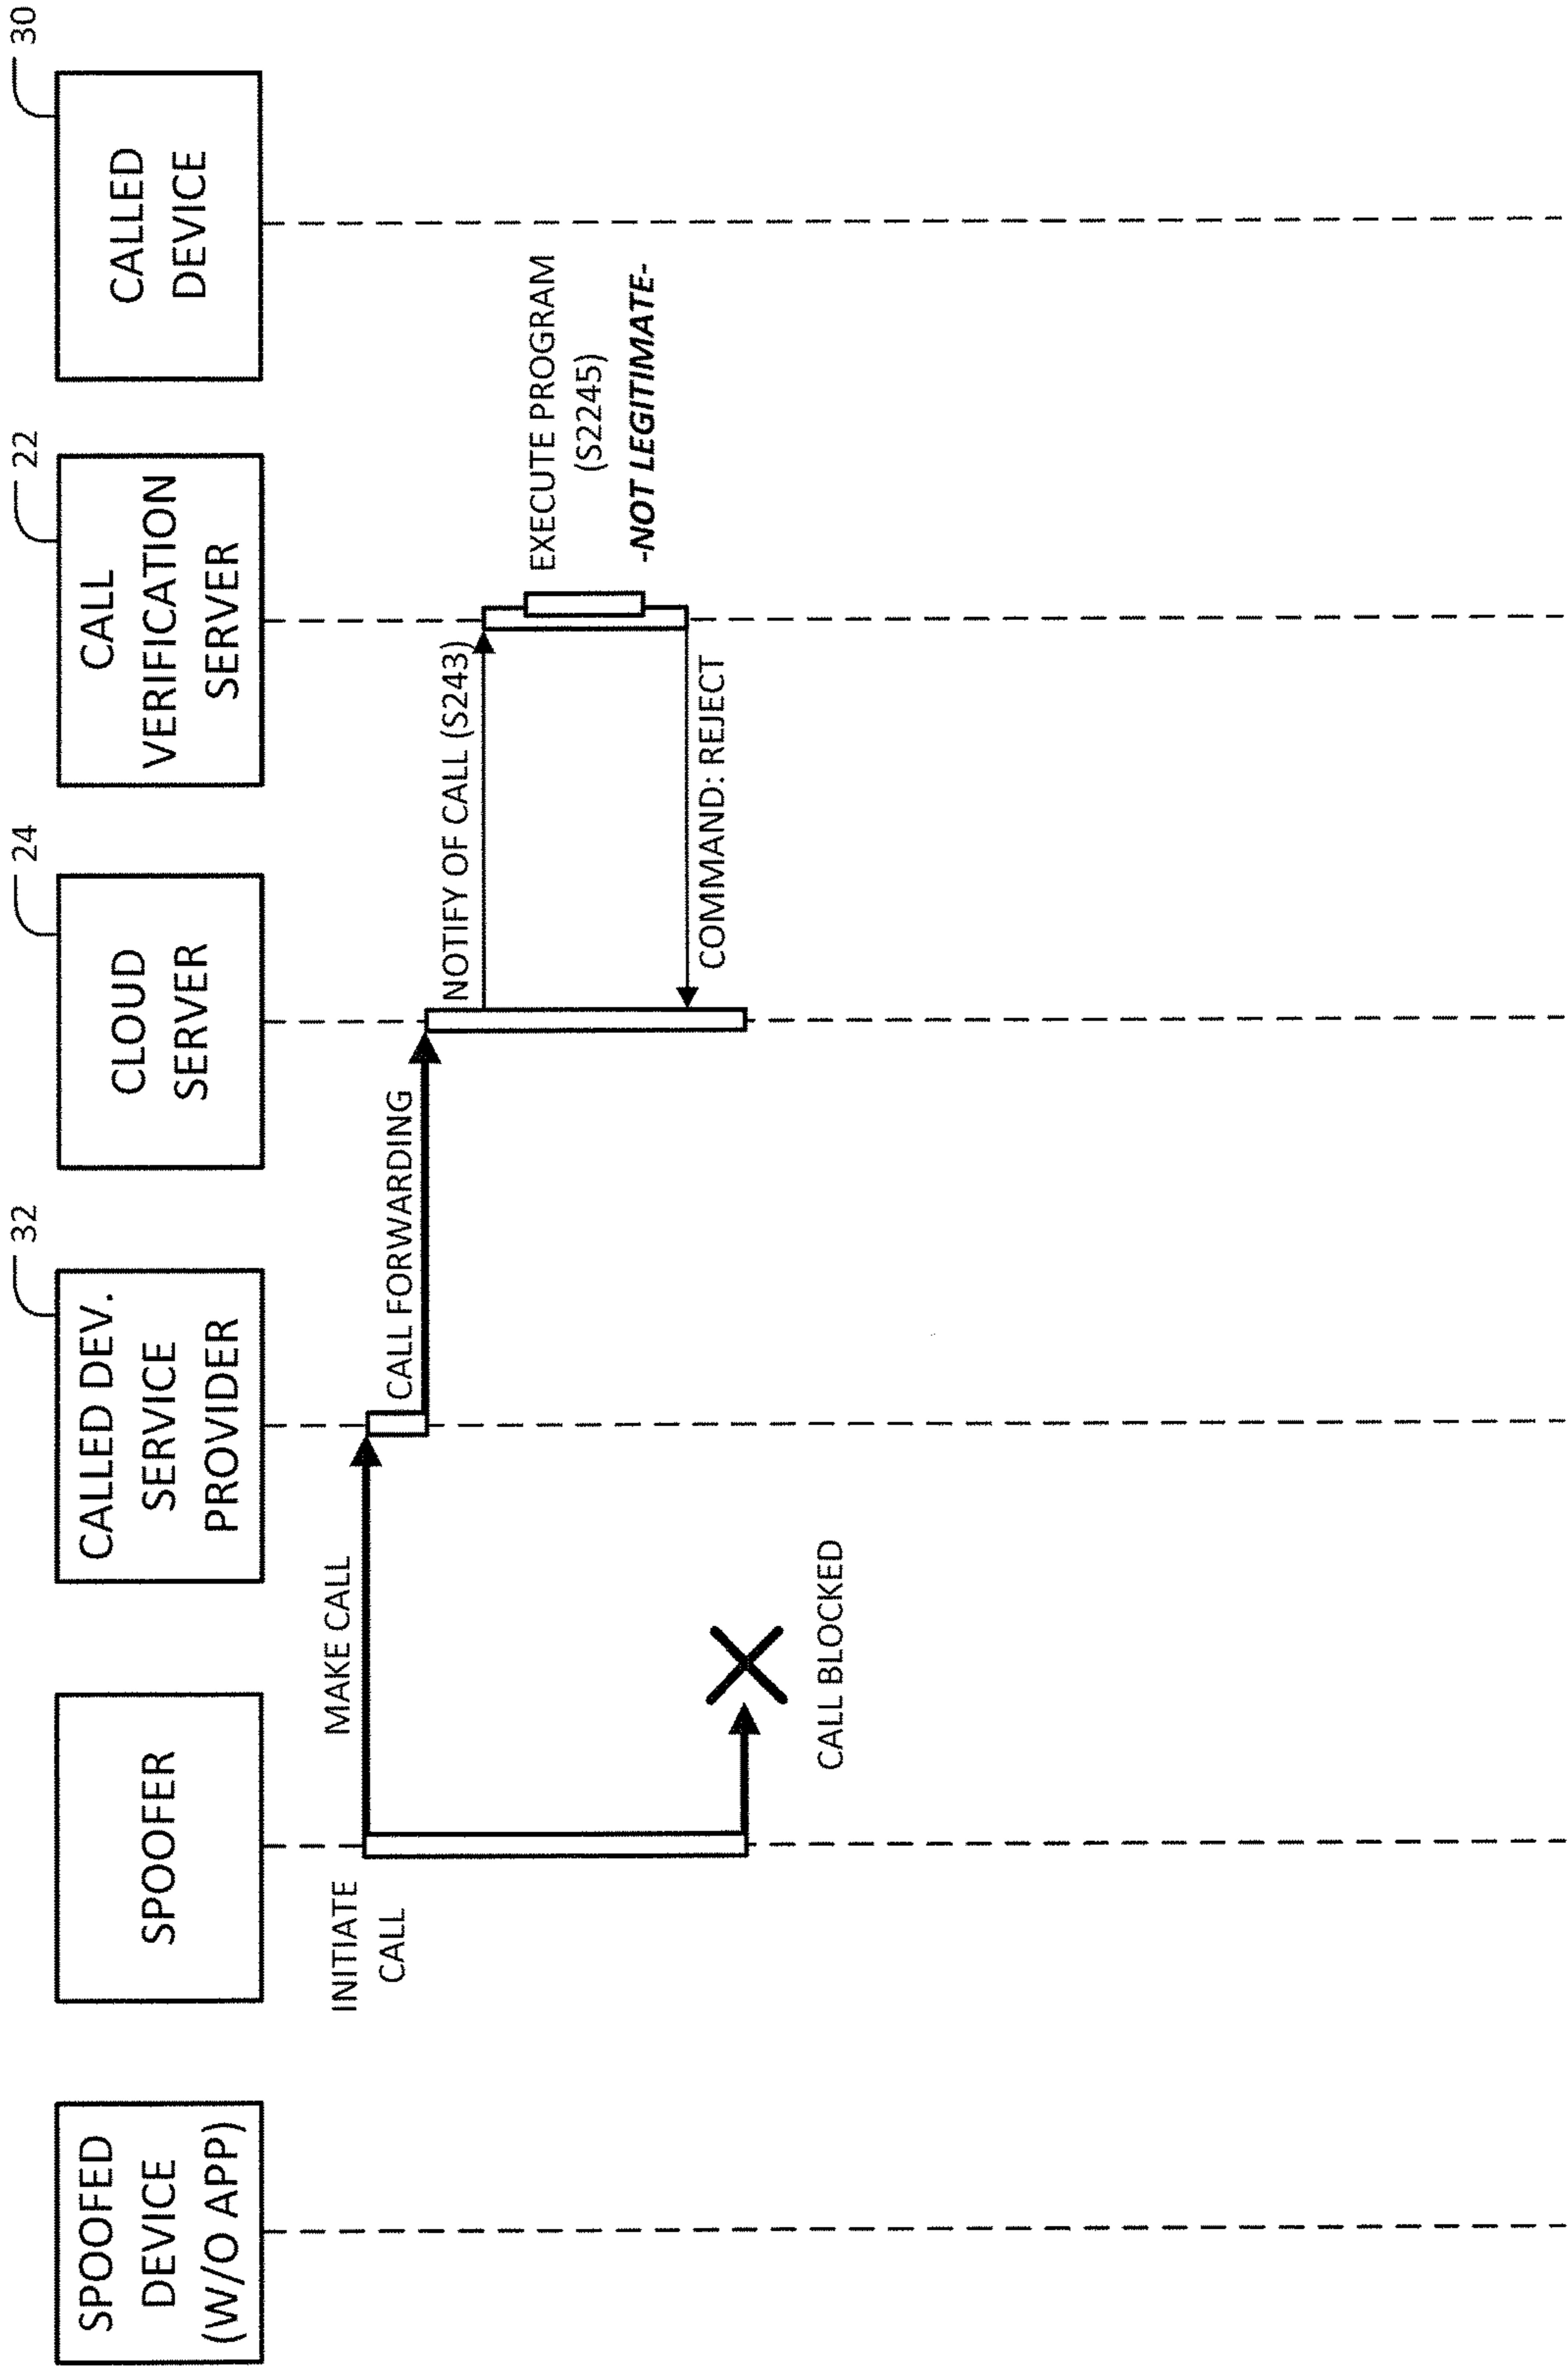 SPOOFED
DEVICE
(W/O APP)
SPOOFER
CALLED DEV.
SERVICE
PROVIDER
32
CLOUD
SERVER
24
CALL
VERIFICATION
SERVER
22
CALLED
DEVICE
30
INITIATE
CALL
MAKE CALL
CALL FORWARDING
NOTIFY OF CALL (S243)
EXECUTE PROGRAM
(S2245)
-NOT LEGITIMATE-
COMMAND: REJECT
CALL BLOCKED